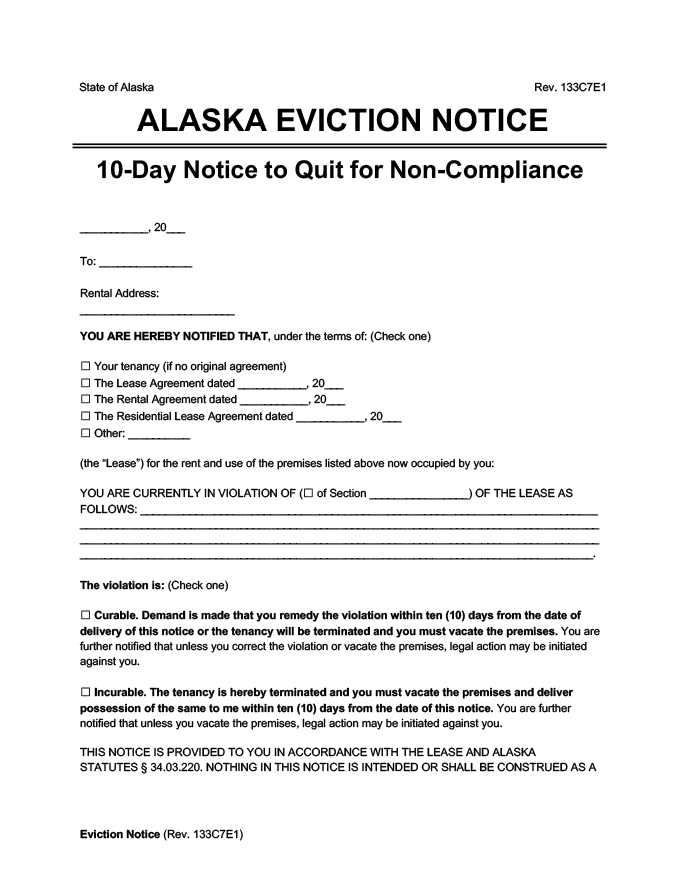 State of Alaska Rev. 133C7E1
ALASKA EVICTION NOTICE
10-Day Notice to Quit for Non-Compliance
___________, 20___
To: _______________
Rental Address:
_________________________
YOU ARE HEREBY NOTIFIED THAT, under the terms of: (Check one)
☐ Your tenancy (if no original agreement)
☐ The Lease Agreement dated ___________, 20___
☐ The Rental Agreement dated ___________, 20___
☐ The Residential Lease Agreement dated ___________, 20___
☐ Other: __________
(the “Lease”) for the rent and use of the premises listed above now occupied by you:
YOU ARE CURRENTLY IN VIOLATION OF (☐ of Section ________________) OF THE LEASE AS
FOLLOWS: __________________________________________________________________________
____________________________________________________________________________________
____________________________________________________________________________________
___________________________________________________________________________________.
The violation is: (Check one)
☐ Curable. Demand is made that you remedy the violation within ten (10) days from the date of
delivery of this notice or the tenancy will be terminated and you must vacate the premises. You are
further notified that unless you correct the violation or vacate the premises, legal action may be initiated
against you.
☐ Incurable. The tenancy is hereby terminated and you must vacate the premises and deliver
possession of the same to me within ten (10) days from the date of this notice. You are further
notified that unless you vacate the premises, legal action may be initiated against you.
THIS NOTICE IS PROVIDED TO YOU IN ACCORDANCE WITH THE LEASE AND ALASKA
STATUTES § 34.03.220. NOTHING IN THIS NOTICE IS INTENDED OR SHALL BE CONSTRUED AS A
Eviction Notice (Rev. 133C7E1)